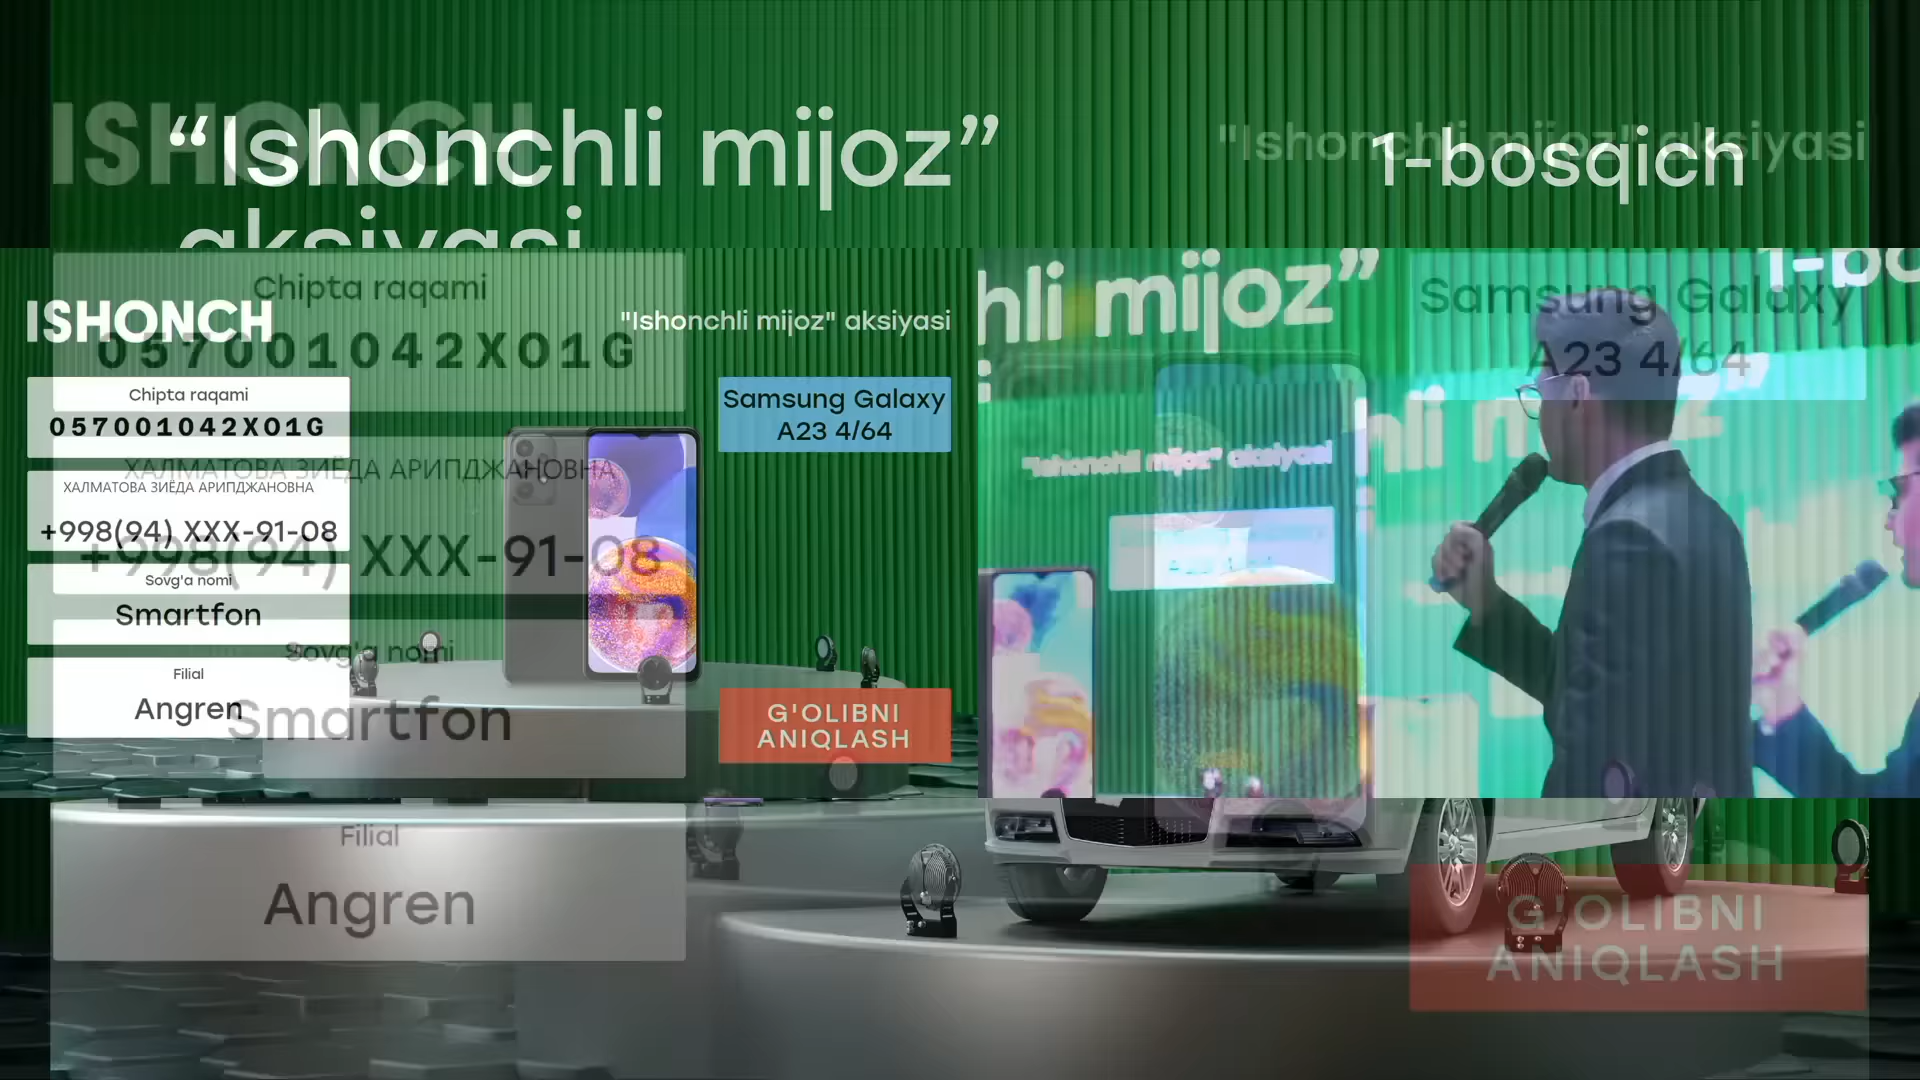 “Ishonchli mijoz”
aksiyasi
1-bosqich
ISHONCH
"Ishonchli mijoz" aksiyasi
Chipta raqami
057001042X01G
ХАЛМАТОВА ЗИЁДА АРИПДЖАНОВНА
+998(94) XXX-91-08
Sovg'a nomi
Smartfon
Filial
Angren
Samsung Galaxy
A23 4/64
G'OLIBNI
ANIQLASH
ISHONCH
"Ishonchli mijoz" aksiyasi
Chipta raqami
057001042X01G
ХАЛМАТОВА ЗИЁДА АРИПДЖАНОВНА
+998(94) XXX-91-08
Sovg'a nomi
Smartfon
Filial
Angren
Samsung Galaxy
A23 4/64
G'OLIBNI
ANIQLASH
hli mijoz”
1-bo
"Ishonchli mijoz" aksiyasi